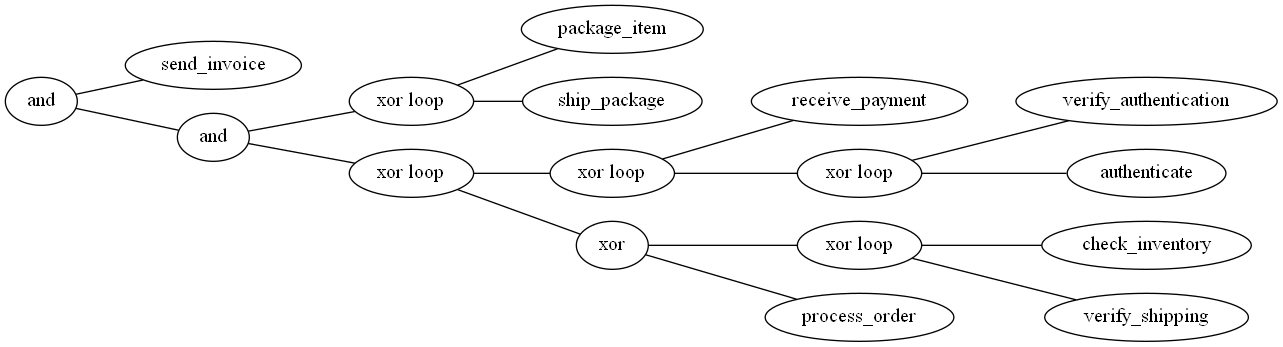 package_item
send_invoice
and
xor loop
ship_package
receive_payment
verify_authentication
and
xor loop
xor loop
xor loop
authenticate
xor
xor loop
check_inventory
process_order
verify_shipping